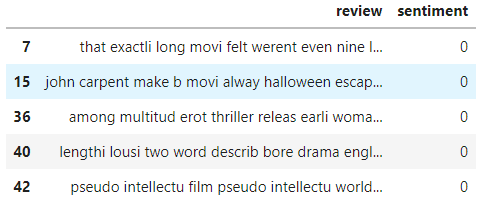 review sentiment
7 that exactli long movi felt werent even nine l... 0
15 john carpent make b movi alway halloween escap... 0
36 among multitud erot thriller releas earli woma... 0
40 lengthi lousi two word describ bore drama engl... 0
42 pseudo intellectu film pseudo intellectu world... 0